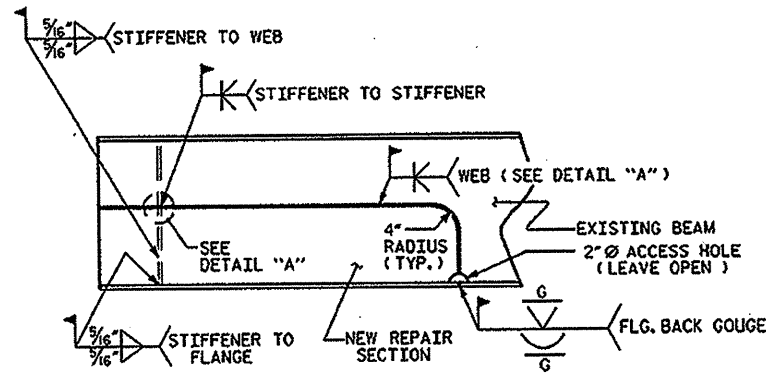 5/16"
5/16"
STIFFENER TO WEB
STIFFENER TO STIFFENER
WEB (SEE DETAIL "A")
4"
RADIUS
(TYP.)
SEE
DETAIL "A"
EXISTING BEAM
2"Ø ACCESS HOLE
(LEAVE OPEN)
G
G
FLG. BACK GOUGE
5/16"
5/16"
STIFFENER TO
FLANGE
NEW REPAIR
SECTION